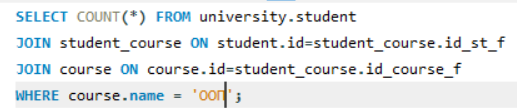 SELECT COUNT(*) FROM university.student
JOIN student_course ON student.id=student_course.id_st_f
JOIN course ON course.id=student_course.id_course_f
WHERE course.name = 'ООП';